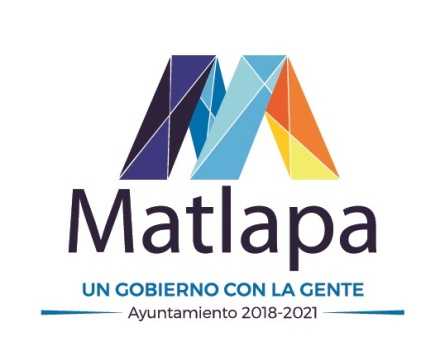 Matlapa
UN GOBIERNO CON LA GENTE
Ayuntamiento 2018-2021